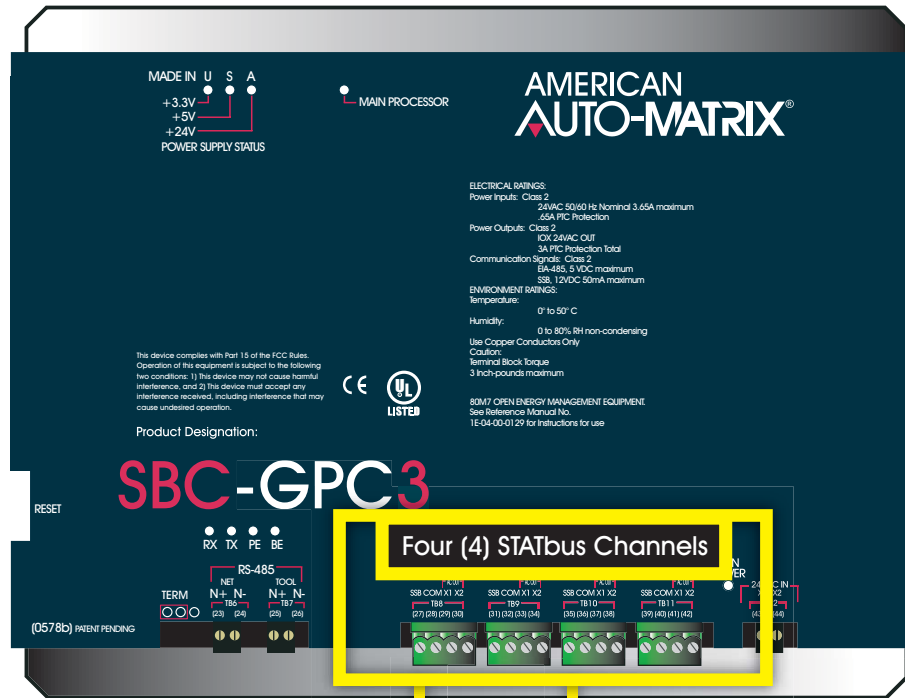 MADE IN U S A
+3.3V
+5V
+24V
POWER SUPPLY STATUS
MAIN PROCESSOR
AMERICAN
AUTO-MATRIX®
ELECTRICAL RATINGS:
Power Inputs: Class 2
24VAC 50/60 Hz Nominal 3.65A maximum
.65A PTC Protection
Power Outputs: Class 2
IOX 24VAC OUT
3A PTC Protection Total
Communication Signals: Class 2
EIA-485, 5 VDC maximum
SSB, 12VDC 50mA maximum
ENVIRONMENT RATINGS:
Temperature:
0° to 50° C
Humidity:
0 to 80% RH non-condensing
Use Copper Conductors Only
Caution:
Terminal Block Torque
3 Inch-pounds maximum
80M7 OPEN ENERGY MANAGEMENT EQUIPMENT.
See Reference Manual No.
1E-04-00-0129 for Instructions for use
This device complies with Part 15 of the FCC Rules.
Operation of this equipment is subject to the following
two conditions: 1) This device may not cause harmful
interference, and 2) This device must accept any
interference received, including interference that may
cause undesired operation.
CE
UL
LISTED
Product Designation:
SBC-GPC3
RESET
RX TX PE BE
RS-485
NET TOOL
TERM N+ N- N+ N-
TB6 TB7
(23) (24) (25) (26)
(0578b) PATENT PENDING
Four (4) STATbus Channels
SSB COM X1 X2 SSB COM X1 X2 SSB COM X1 X2 SSB COM X1 X2
TB8 TB9 TB10 TB11
(27) (28) (29) (30) (31) (32) (33) (34) (35) (36) (37) (38) (39) (40) (41) (42)